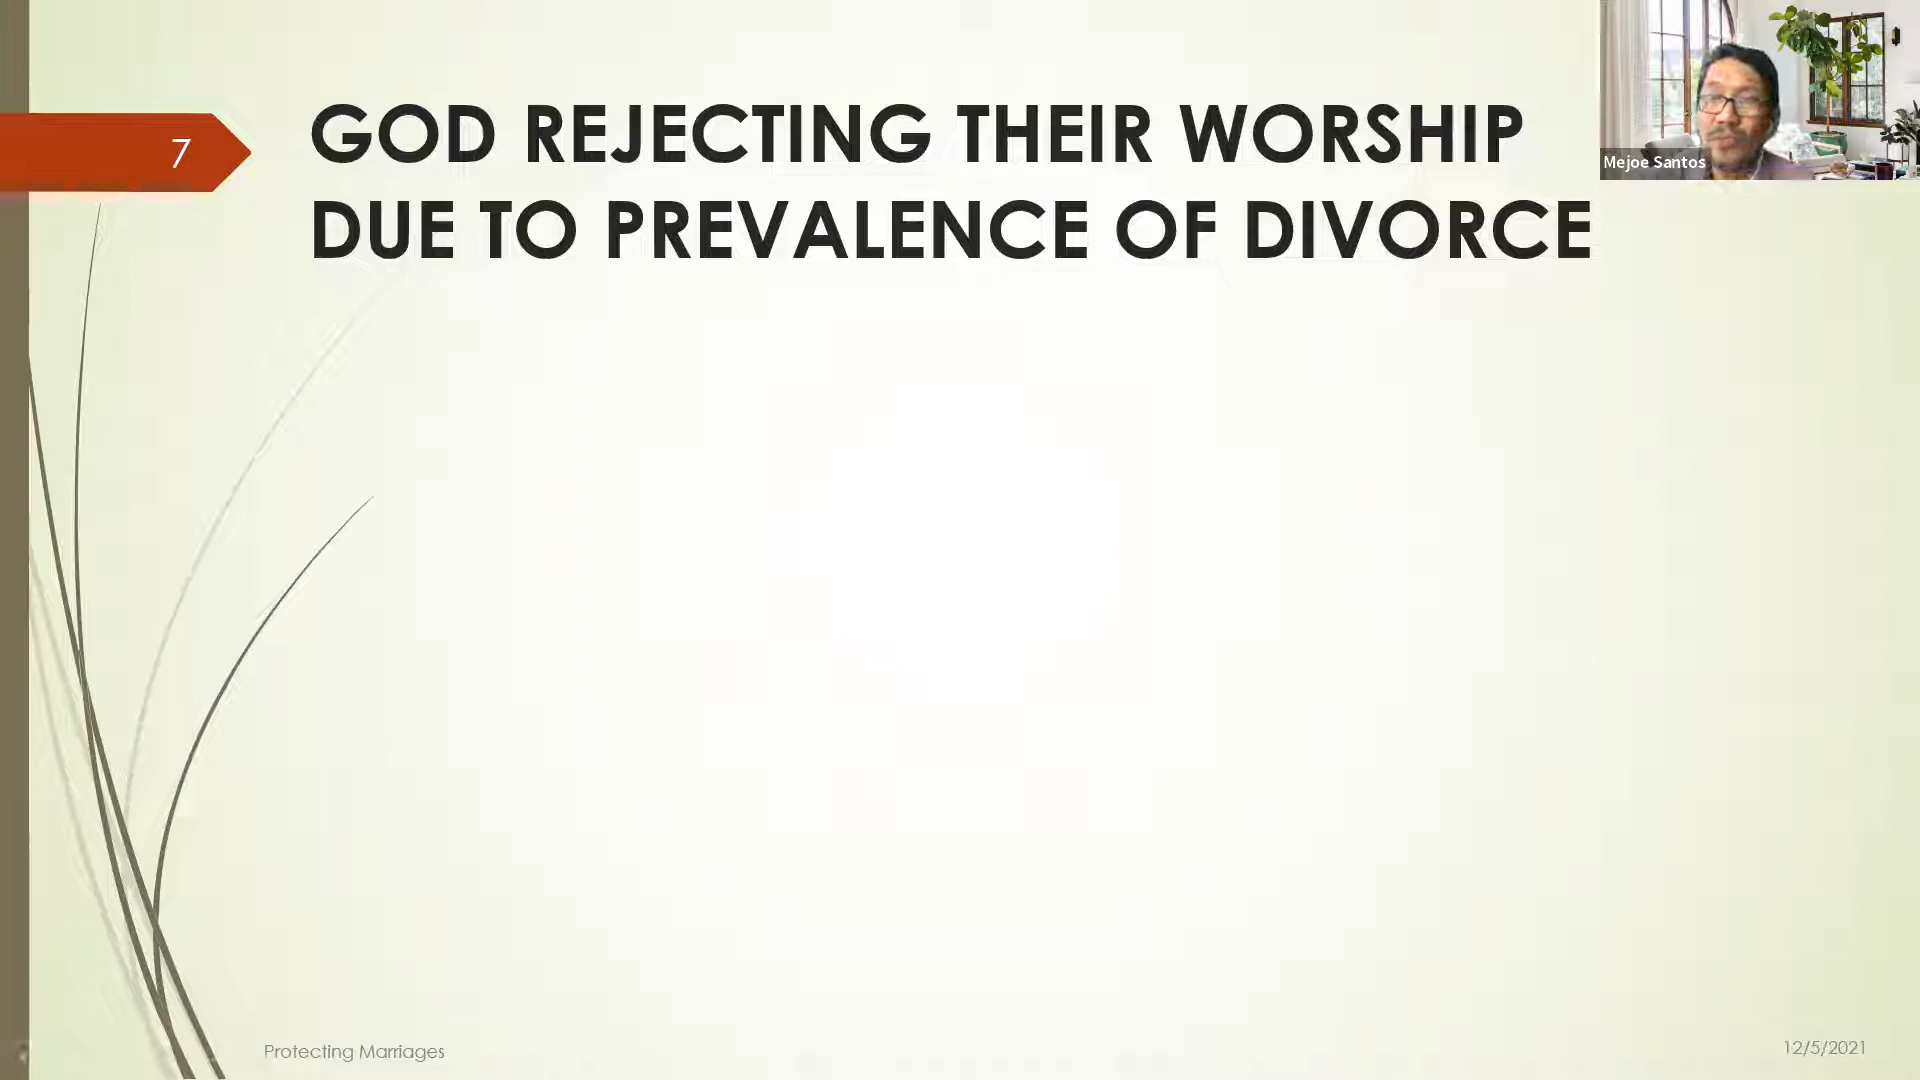 7
GOD REJECTING THEIR WORSHIP
DUE TO PREVALENCE OF DIVORCE
Mejoe Santos
Protecting Marriages
12/5/2021